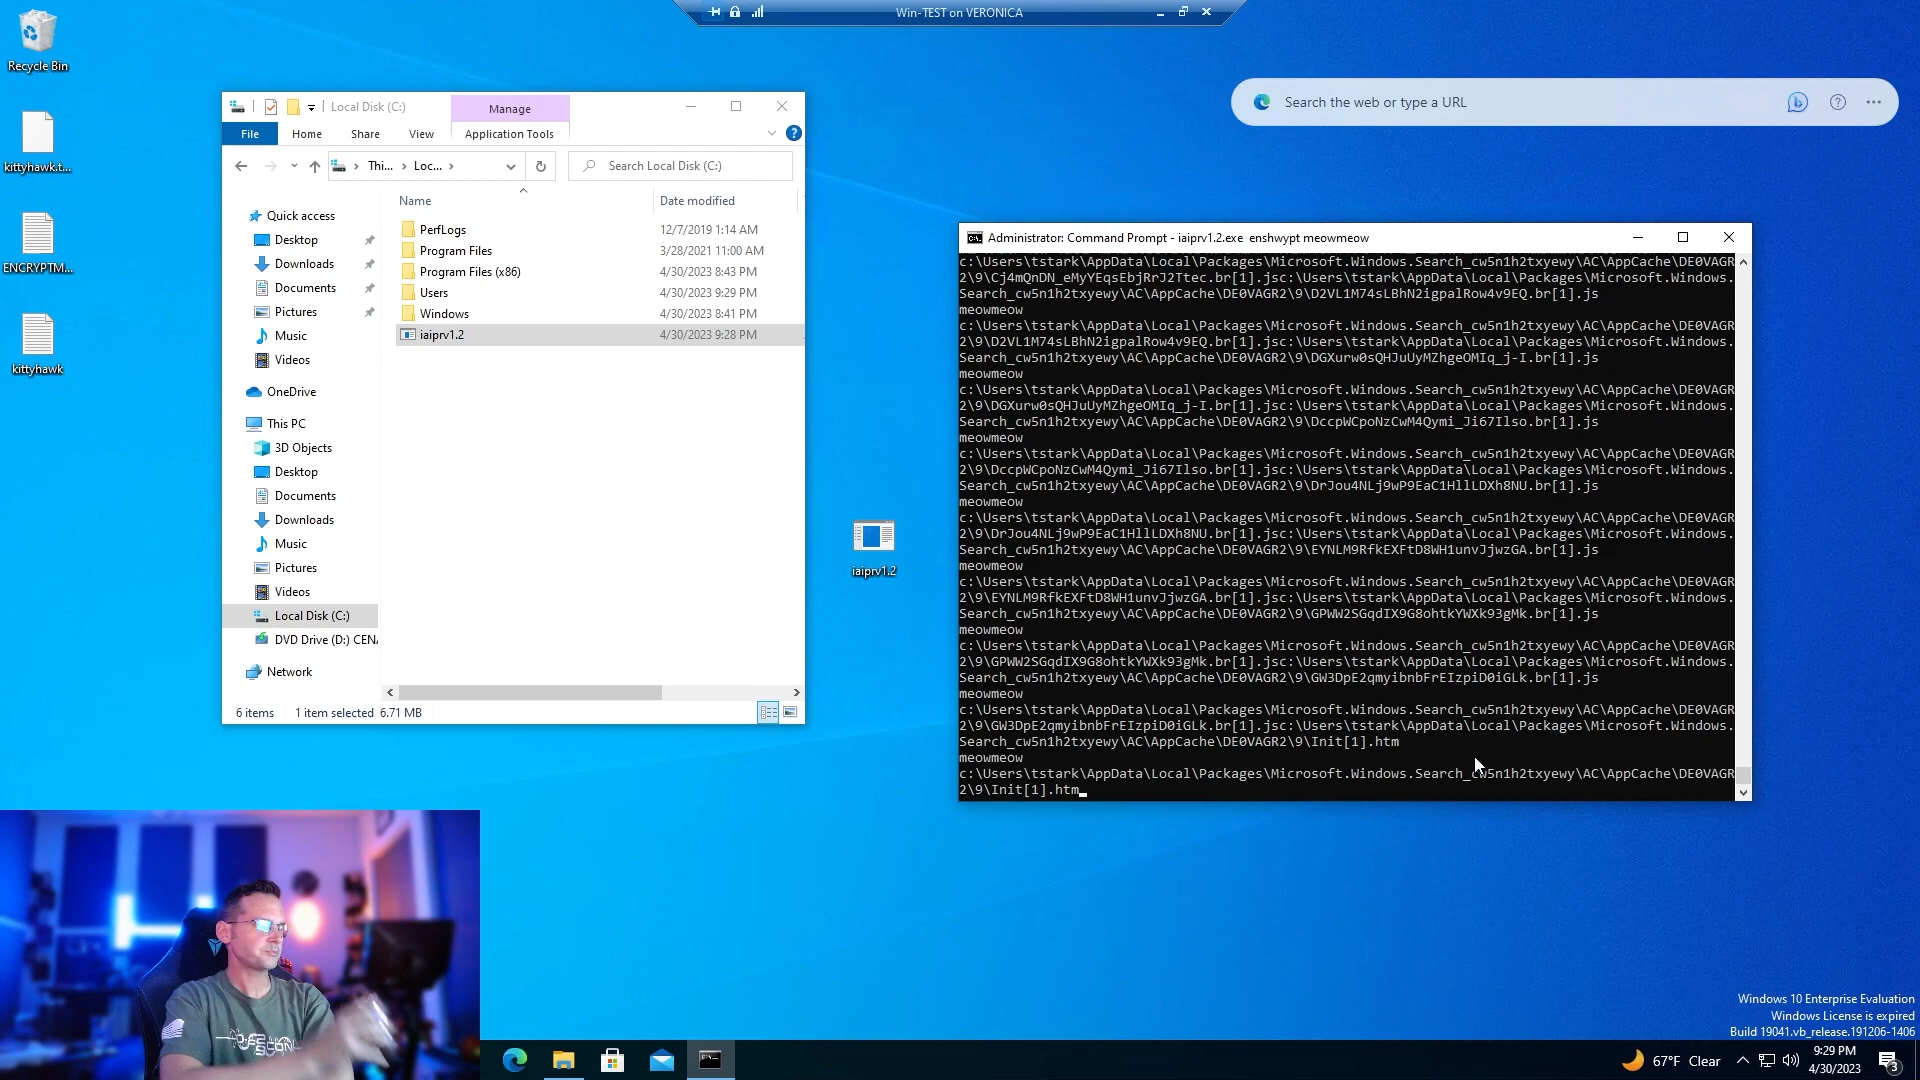 Win-TEST on VERONICA
Recycle Bin
kittyhawk.t...
ENCRYPTM...
kittyhawk
Local Disk (C:)
Manage
File
Home
Share
View
Application Tools
Thi...
Loc...
Search Local Disk (C:)
Name
Date modified
Quick access
Desktop
Downloads
Documents
Pictures
Music
Videos
OneDrive
This PC
3D Objects
Desktop
Documents
Downloads
Music
Pictures
Videos
Local Disk (C:)
DVD Drive (D:) CENA
Network
PerfLogs 12/7/2019 1:14 AM
Program Files 3/28/2021 11:00 AM
Program Files (x86) 4/30/2023 8:43 PM
Users 4/30/2023 9:29 PM
Windows 4/30/2023 8:41 PM
iaiprv1.2 4/30/2023 9:28 PM
6 items 1 item selected 6.71 MB
iaiprv1.2
Search the web or type a URL
Administrator: Command Prompt - iaiprv1.2.exe enshwypt meowmeow
c:\Users\tstark\AppData\Local\Packages\Microsoft.Windows.Search_cw5n1h2txyewy\AC\AppCache\DE0VAGR
2\9\Cj4mQnDN_eMyYEqsEbjRrJ2Ttec.br[1].jsc:\Users\tstark\AppData\Local\Packages\Microsoft.Windows.
Search_cw5n1h2txyewy\AC\AppCache\DE0VAGR2\9\D2VL1M74sLBhN2igpalRow4v9EQ.br[1].js
meowmeow
c:\Users\tstark\AppData\Local\Packages\Microsoft.Windows.Search_cw5n1h2txyewy\AC\AppCache\DE0VAGR
2\9\D2VL1M74sLBhN2igpalRow4v9EQ.br[1].jsc:\Users\tstark\AppData\Local\Packages\Microsoft.Windows.
Search_cw5n1h2txyewy\AC\AppCache\DE0VAGR2\9\DGXurw0sQHJuUyMZhgeOMIq_j-I.br[1].js
meowmeow
c:\Users\tstark\AppData\Local\Packages\Microsoft.Windows.Search_cw5n1h2txyewy\AC\AppCache\DE0VAGR
2\9\DGXurw0sQHJuUyMZhgeOMIq_j-I.br[1].jsc:\Users\tstark\AppData\Local\Packages\Microsoft.Windows.
Search_cw5n1h2txyewy\AC\AppCache\DE0VAGR2\9\DccpWCpoNzCwM4Qymi_Ji67Ilso.br[1].js
meowmeow
c:\Users\tstark\AppData\Local\Packages\Microsoft.Windows.Search_cw5n1h2txyewy\AC\AppCache\DE0VAGR
2\9\DccpWCpoNzCwM4Qymi_Ji67Ilso.br[1].jsc:\Users\tstark\AppData\Local\Packages\Microsoft.Windows.
Search_cw5n1h2txyewy\AC\AppCache\DE0VAGR2\9\DrJou4NLj9wP9EaC1HllLDXh8NU.br[1].js
meowmeow
c:\Users\tstark\AppData\Local\Packages\Microsoft.Windows.Search_cw5n1h2txyewy\AC\AppCache\DE0VAGR
2\9\DrJou4NLj9wP9EaC1HllLDXh8NU.br[1].jsc:\Users\tstark\AppData\Local\Packages\Microsoft.Windows.
Search_cw5n1h2txyewy\AC\AppCache\DE0VAGR2\9\EYNLM9RfkEXFtD8WH1unvJjwzGA.br[1].js
meowmeow
c:\Users\tstark\AppData\Local\Packages\Microsoft.Windows.Search_cw5n1h2txyewy\AC\AppCache\DE0VAGR
2\9\EYNLM9RfkEXFtD8WH1unvJjwzGA.br[1].jsc:\Users\tstark\AppData\Local\Packages\Microsoft.Windows.
Search_cw5n1h2txyewy\AC\AppCache\DE0VAGR2\9\GPWW2SGqdIX9G8ohtkYWXk93gMk.br[1].js
meowmeow
c:\Users\tstark\AppData\Local\Packages\Microsoft.Windows.Search_cw5n1h2txyewy\AC\AppCache\DE0VAGR
2\9\GPWW2SGqdIX9G8ohtkYWXk93gMk.br[1].jsc:\Users\tstark\AppData\Local\Packages\Microsoft.Windows.
Search_cw5n1h2txyewy\AC\AppCache\DE0VAGR2\9\GW3DpE2qmyibnbFrEIzpiD0iGLk.br[1].js
meowmeow
c:\Users\tstark\AppData\Local\Packages\Microsoft.Windows.Search_cw5n1h2txyewy\AC\AppCache\DE0VAGR
2\9\GW3DpE2qmyibnbFrEIzpiD0iGLk.br[1].jsc:\Users\tstark\AppData\Local\Packages\Microsoft.Windows.
Search_cw5n1h2txyewy\AC\AppCache\DE0VAGR2\9\Init[1].htm
meowmeow
c:\Users\tstark\AppData\Local\Packages\Microsoft.Windows.Search_cw5n1h2txyewy\AC\AppCache\DE0VAGR
2\9\Init[1].htm
Windows 10 Enterprise Evaluation
Windows License is expired
Build 19041.vb_release.191206-1406
67°F Clear
9:29 PM
4/30/2023
3